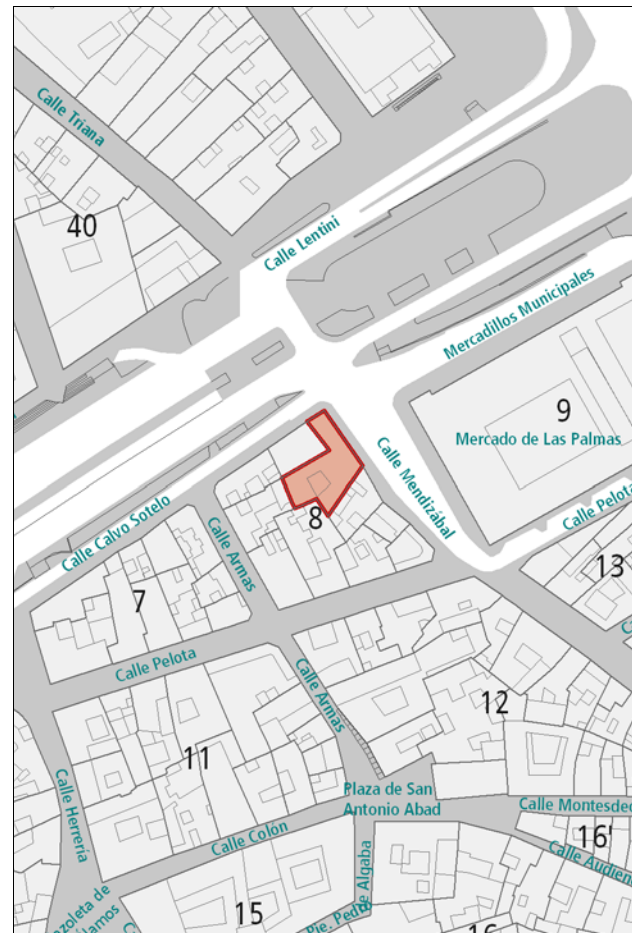 Calle Triana
40
Calle Lentini
Mercadillos Municipales
9
Mercado de Las Palmas
Calle Mendizábal
Calle Pelota
Calle Calvo Sotelo
Calle Armas
8
13
7
Calle Pelota
Calle Armas
12
11
Calle Herrería
Plaza de San
Antonio Abad
Calle Montesdeo
Calle Colón
16'
Calle Audien
Pje. Pedro de Algaba
15
16